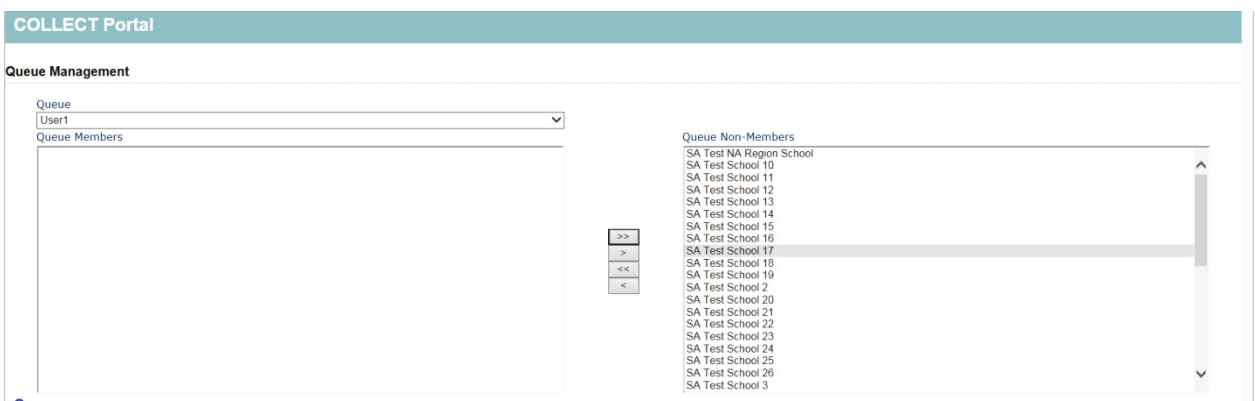 COLLECT Portal
Queue Management
Queue
User1
Queue Members
Queue Non-Members
SA Test NA Region School
SA Test School 10
SA Test School 11
SA Test School 12
SA Test School 13
SA Test School 14
SA Test School 15
SA Test School 16
SA Test School 17
SA Test School 18
SA Test School 19
SA Test School 2
SA Test School 20
SA Test School 21
SA Test School 22
SA Test School 23
SA Test School 24
SA Test School 25
SA Test School 26
SA Test School 3
>>
>
<<
<